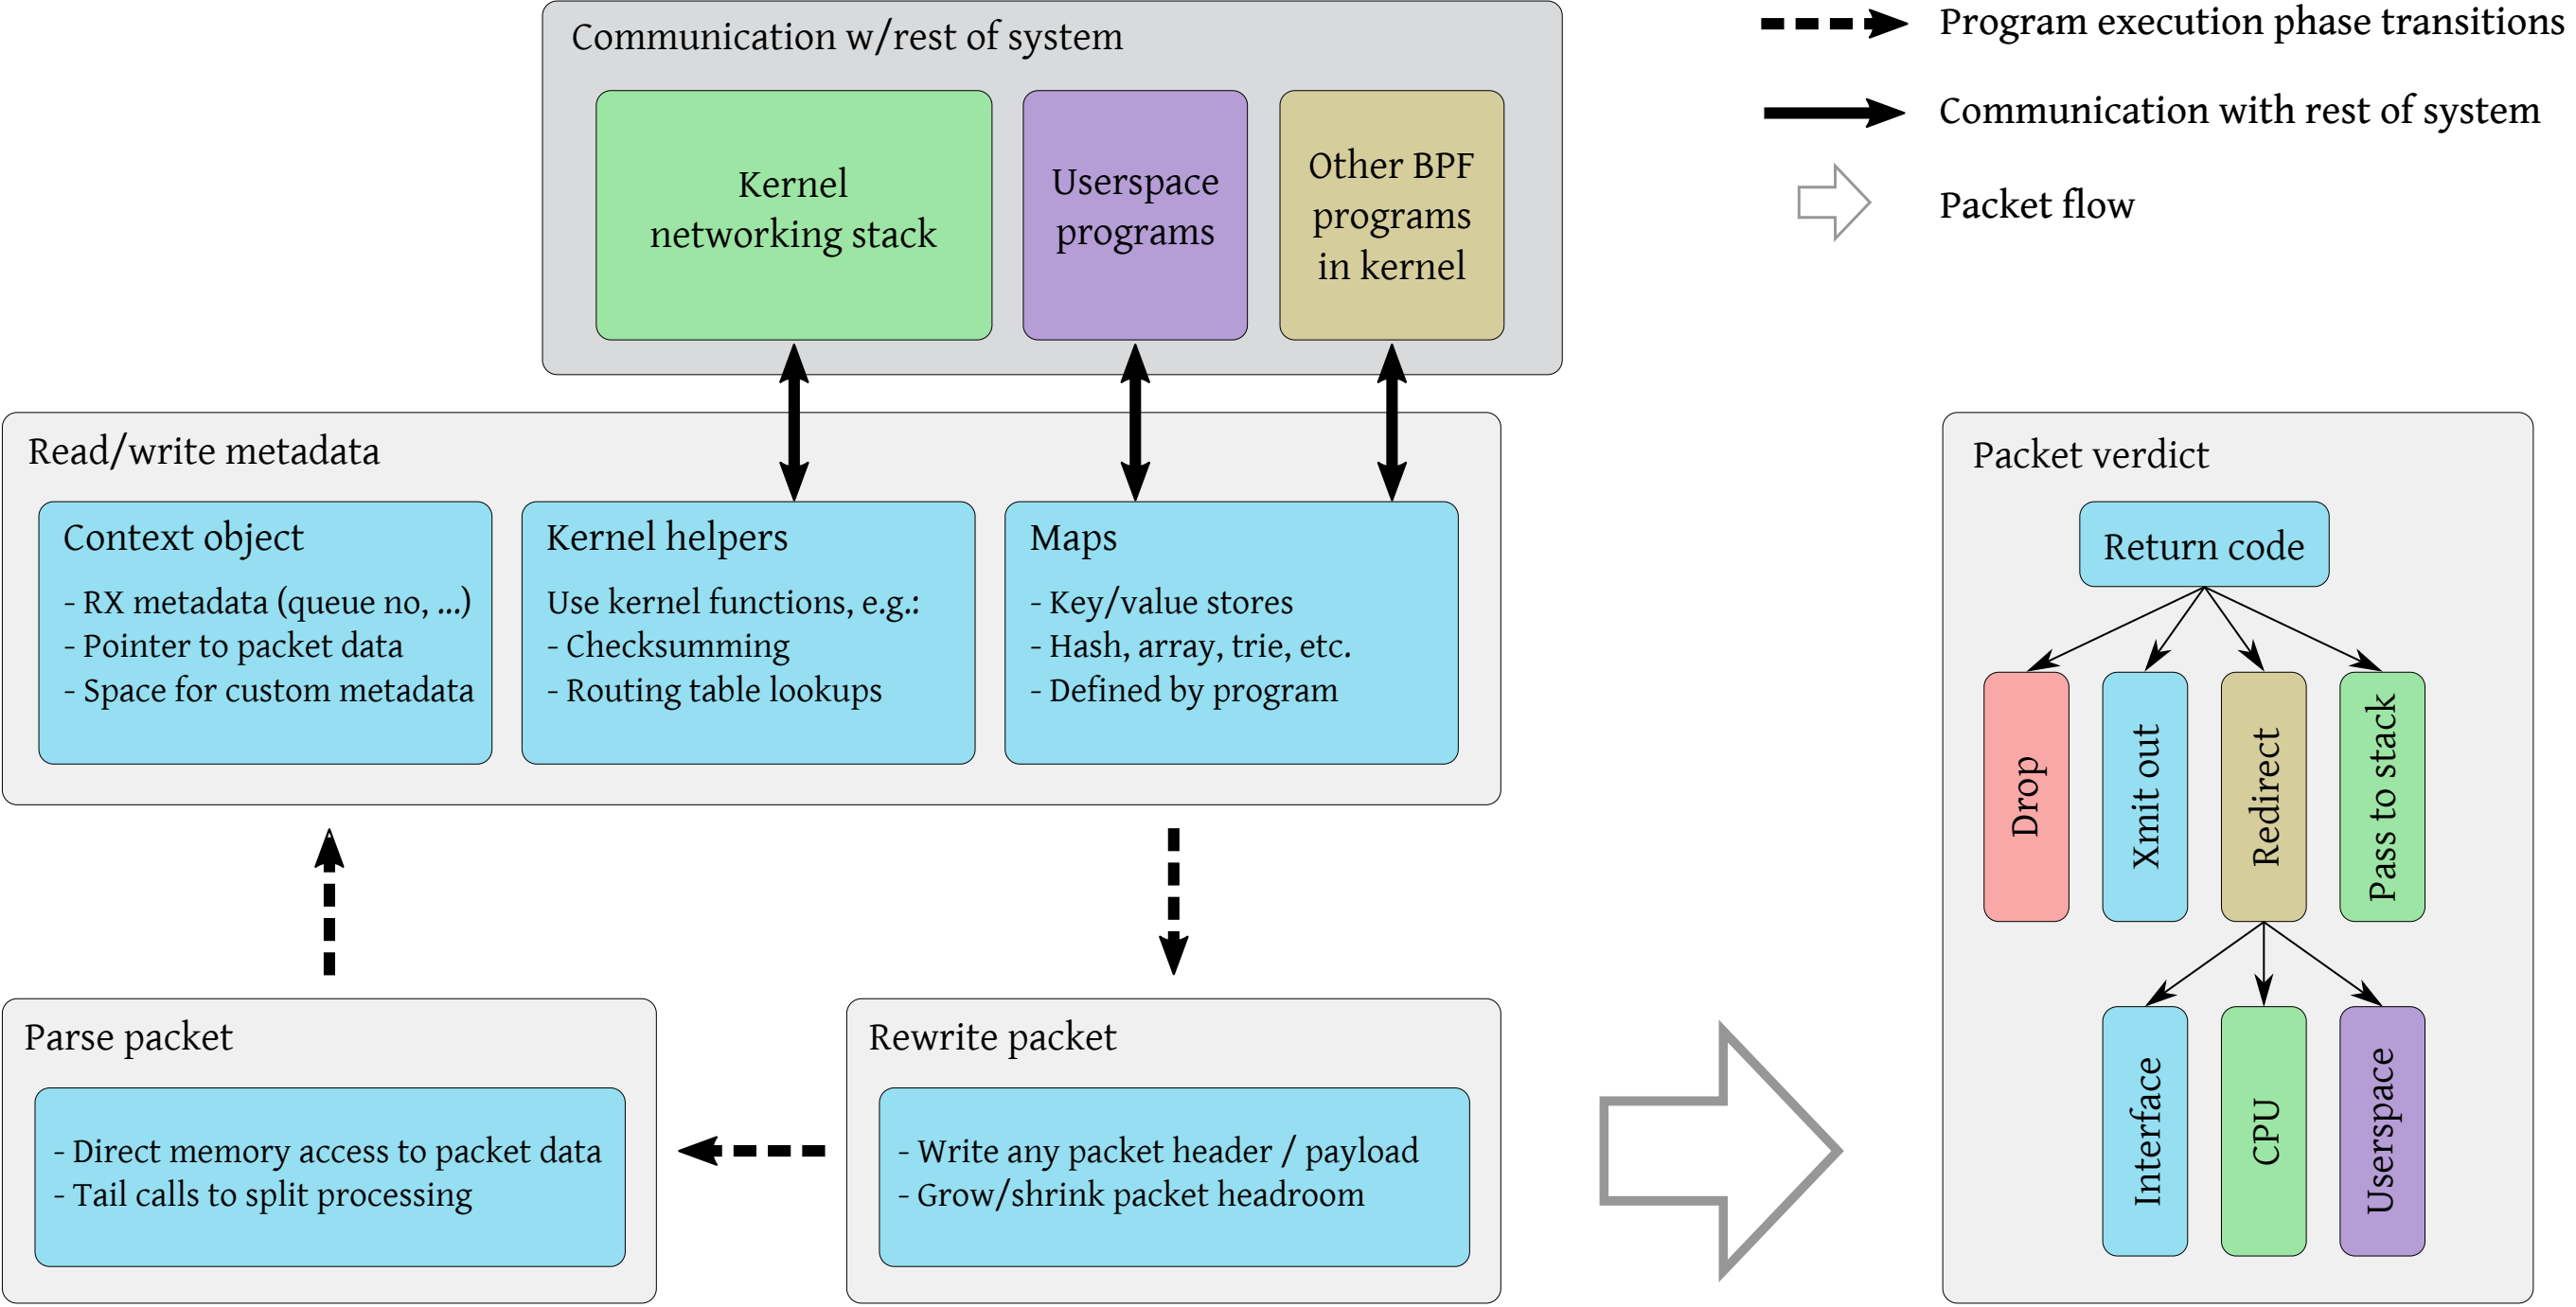 Communication w/rest of system
Kernel
networking stack
Userspace
programs
Other BPF
programs
in kernel
Program execution phase transitions
Communication with rest of system
Packet flow
Read/write metadata
Context object
- RX metadata (queue no, ...)
- Pointer to packet data
- Space for custom metadata
Kernel helpers
Use kernel functions, e.g.:
- Checksumming
- Routing table lookups
Maps
- Key/value stores
- Hash, array, trie, etc.
- Defined by program
Parse packet
- Direct memory access to packet data
- Tail calls to split processing
Rewrite packet
- Write any packet header / payload
- Grow/shrink packet headroom
Packet verdict
Return code
Drop
Xmit out
Redirect
Pass to stack
Interface
CPU
Userspace